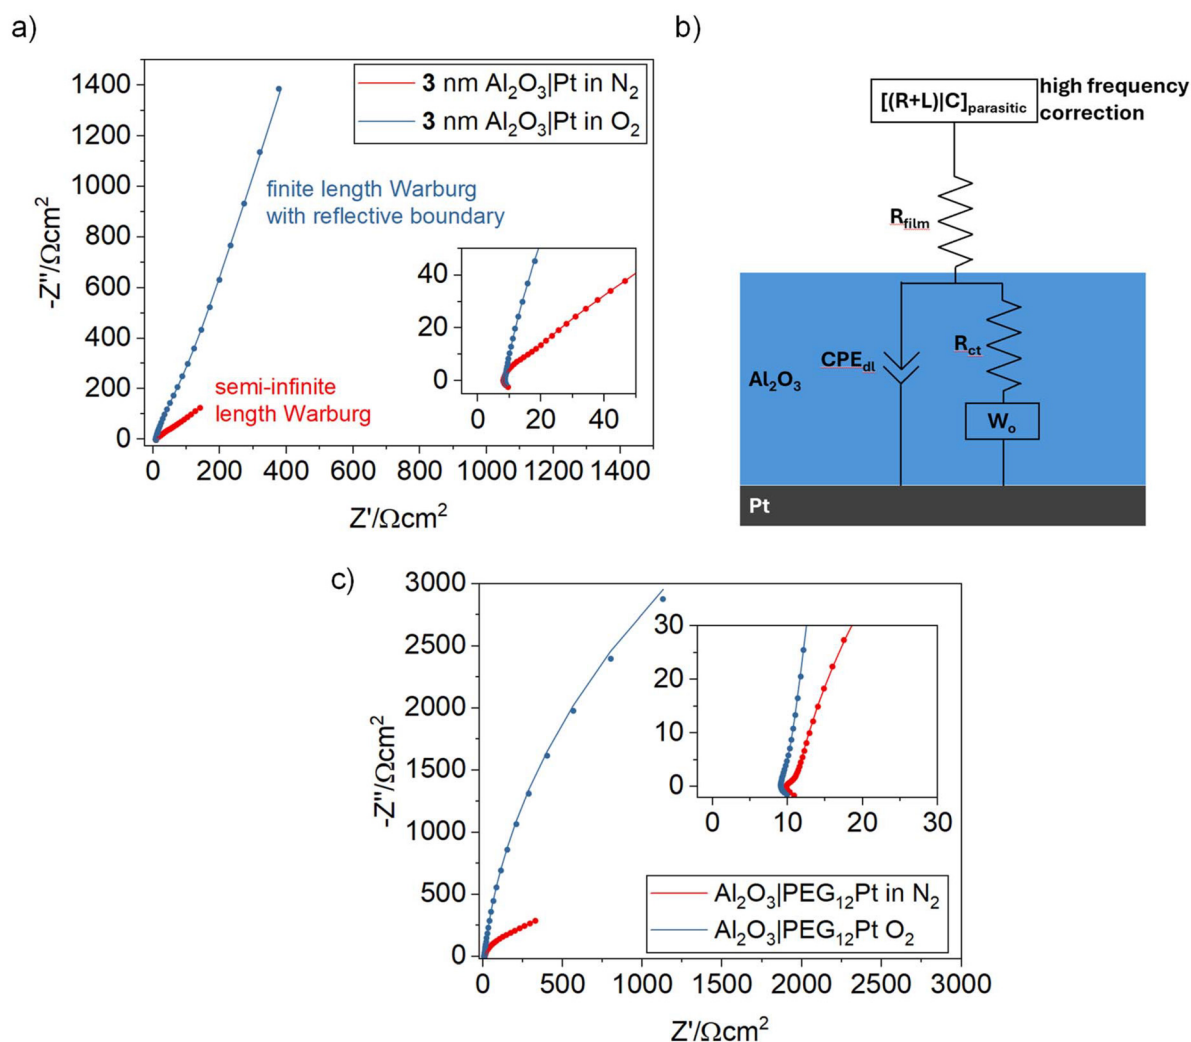 a)
1400
1200
1000
800
600
400
200
0
-Z″/Ωcm²
0 200 400 600 800 1000 1200 1400
Z'/Ωcm²
3 nm Al₂O₃|Pt in N₂
3 nm Al₂O₃|Pt in O₂
finite length Warburg
with reflective boundary
semi-infinite
length Warburg
40
20
0
0 20 40
b)
[(R+L)|C]parasitic
high frequency
correction
Rfilm
CPEdl
Rct
Al₂O₃
Wₒ
Pt
c)
3000
2500
2000
1500
1000
500
0
-Z″/Ωcm²
0 500 1000 1500 2000 2500 3000
Z'/Ωcm²
30
20
10
0
0 10 20 30
Al₂O₃|PEG₁₂Pt in N₂
Al₂O₃|PEG₁₂Pt O₂